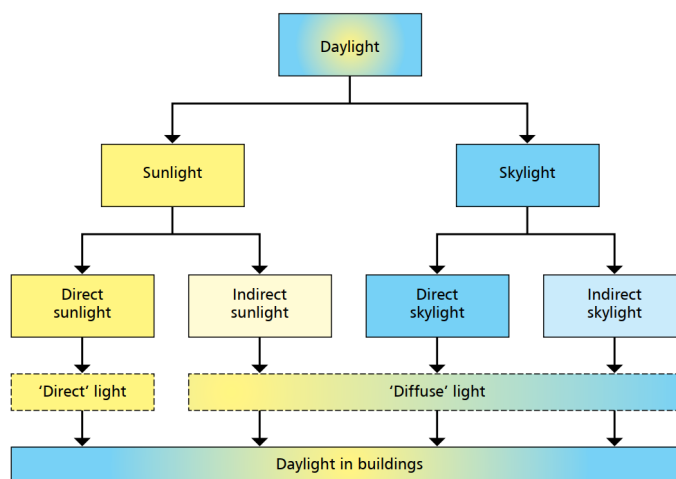 Daylight
Sunlight
Skylight
Direct
sunlight
Indirect
sunlight
Direct
skylight
Indirect
skylight
‘Direct’ light
‘Diffuse’ light
Daylight in buildings